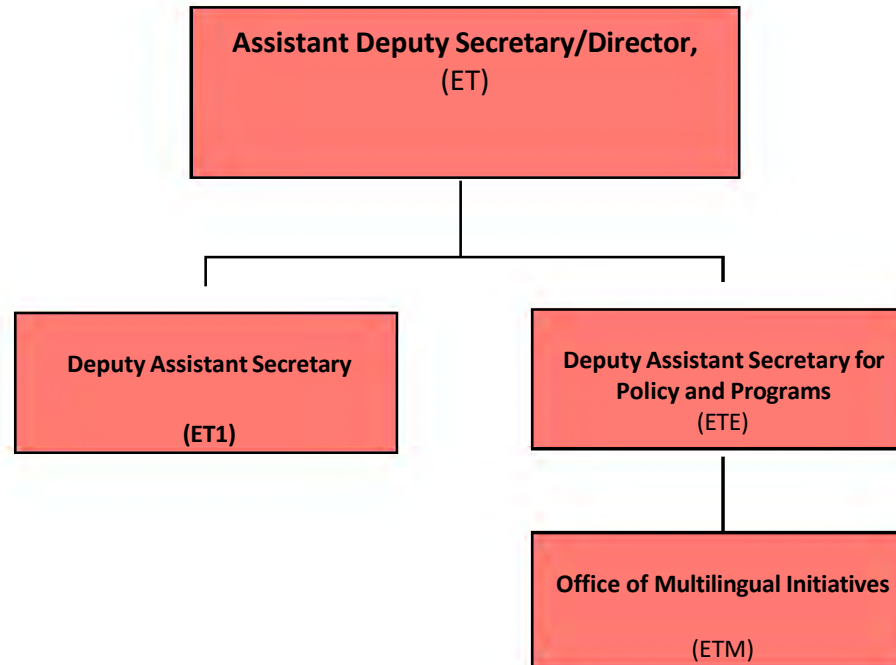 Assistant Deputy Secretary/Director,
(ET)
Deputy Assistant Secretary
(ET1)
Deputy Assistant Secretary for
Policy and Programs
(ETE)
Office of Multilingual Initiatives
(ETM)